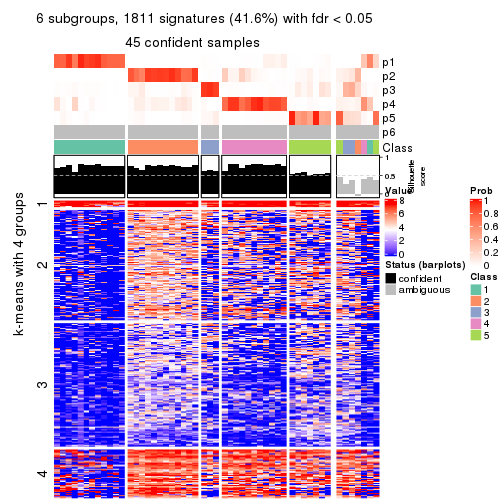 6 subgroups, 1811 signatures (41.6%) with fdr < 0.05
45 confident samples
p1
p2
p3
p4
p5
p6
Class
1
0.5
0
Silhouette
score
k-means with 4 groups
1
2
3
4
Value
8
6
4
2
0
Status (barplots)
confident
ambiguous
Prob
1
0.8
0.6
0.4
0.2
0
Class
1
2
3
4
5